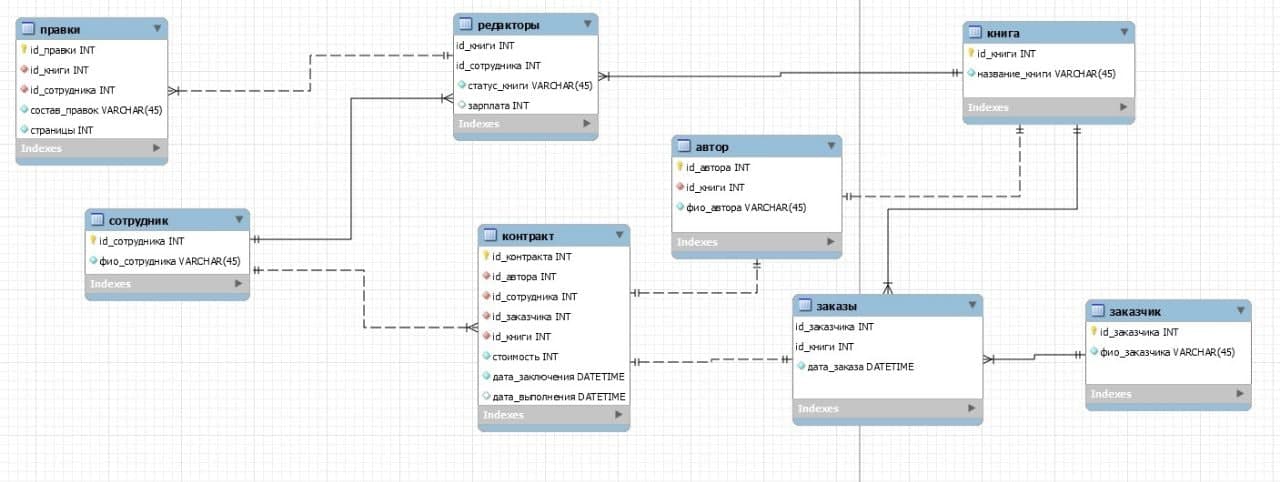 правки
id_правки INT
id_книги INT
id_сотрудника INT
состав_правок VARCHAR(45)
страницы INT
Indexes
редакторы
id_книги INT
id_сотрудника INT
статус_книги VARCHAR(45)
зарплата INT
Indexes
книга
id_книги INT
название_книги VARCHAR(45)
Indexes
автор
id_автора INT
id_книги INT
фио_автора VARCHAR(45)
Indexes
сотрудник
id_сотрудника INT
фио_сотрудника VARCHAR(45)
Indexes
контракт
id_контракта INT
id_автора INT
id_сотрудника INT
id_заказчика INT
id_книги INT
стоимость INT
дата_заключения DATETIME
дата_выполнения DATETIME
Indexes
заказы
id_заказчика INT
id_книги INT
дата_заказа DATETIME
Indexes
заказчик
id_заказчика INT
фио_заказчика VARCHAR(45)
Indexes